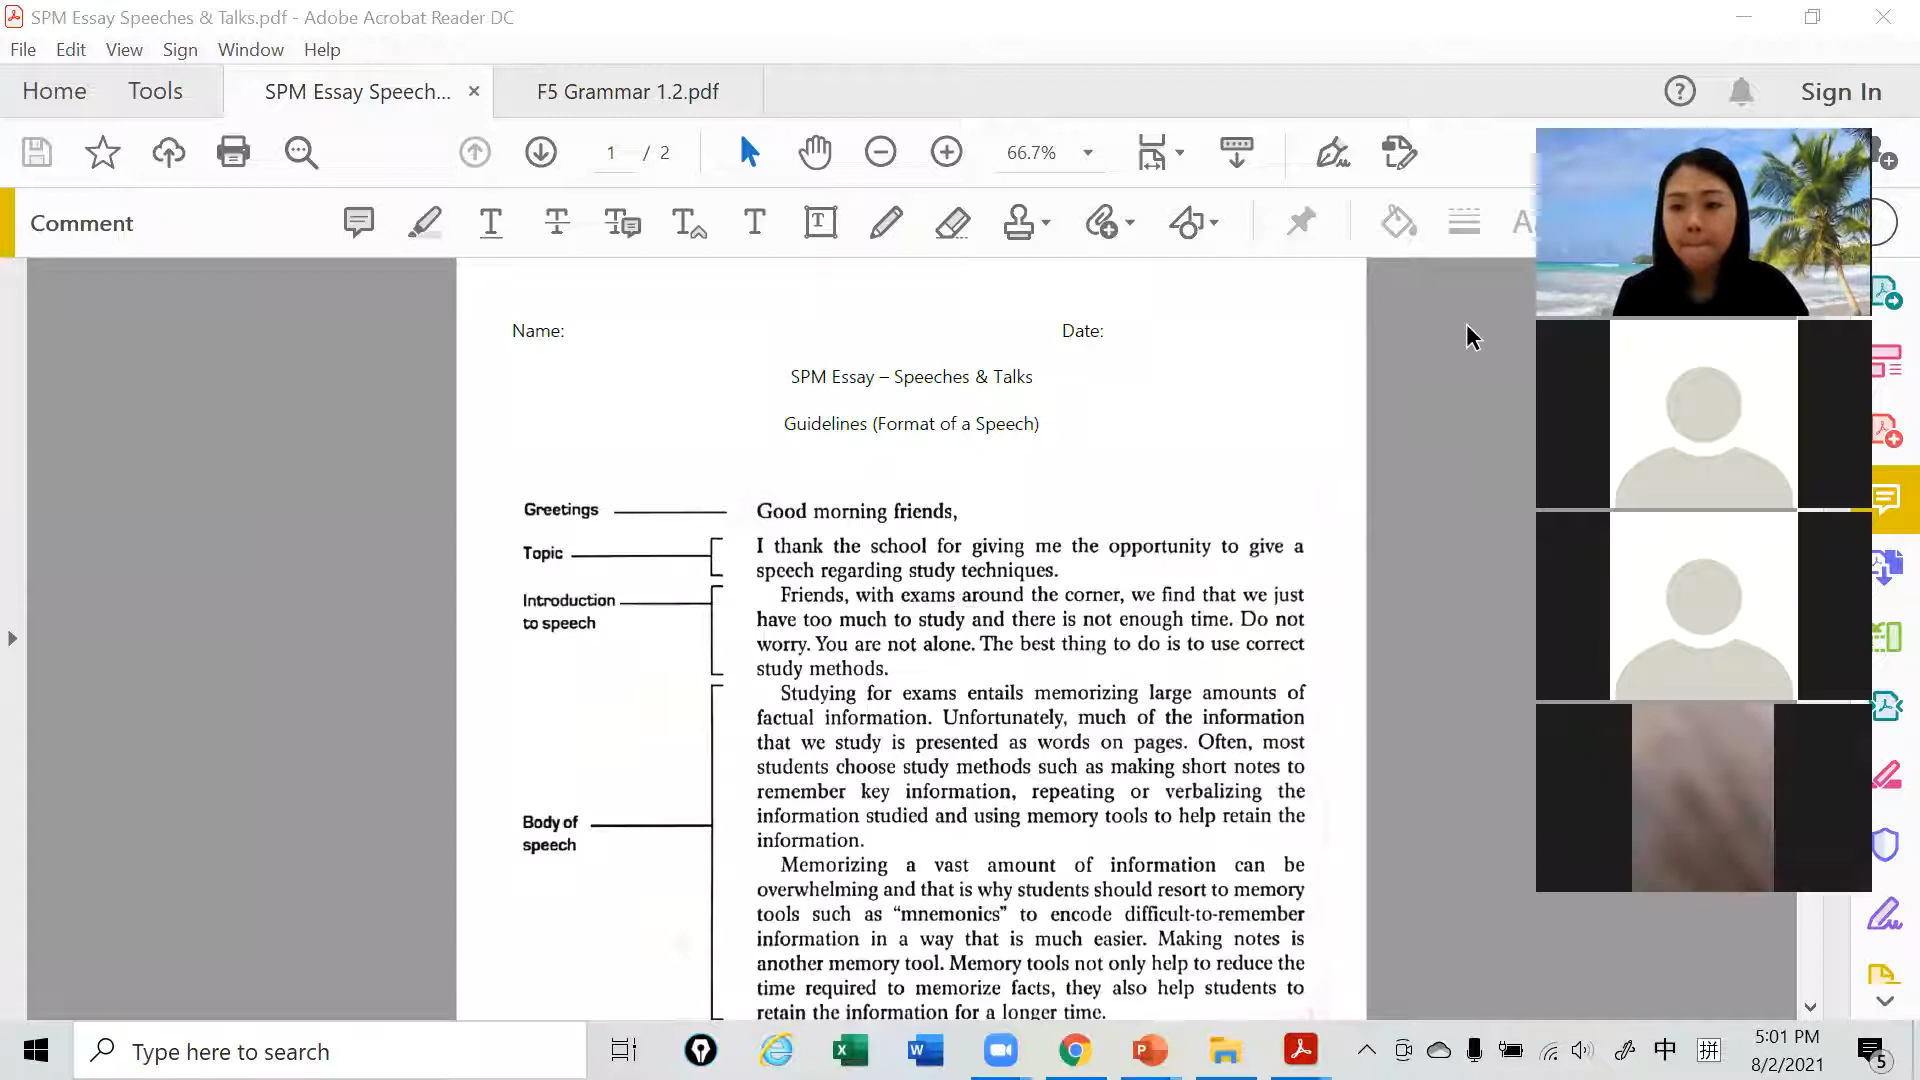 SPM Essay Speeches & Talks.pdf - Adobe Acrobat Reader DC
File Edit View Sign Window Help
Home Tools SPM Essay Speech... F5 Grammar 1.2.pdf Sign In
1 / 2 66.7%
Comment
Name: Date:
SPM Essay – Speeches & Talks
Guidelines (Format of a Speech)
Greetings Good morning friends,
Topic I thank the school for giving me the opportunity to give a
speech regarding study techniques.
Introduction Friends, with exams around the corner, we find that we just
to speech have too much to study and there is not enough time. Do not
worry. You are not alone. The best thing to do is to use correct
study methods.
Studying for exams entails memorizing large amounts of
factual information. Unfortunately, much of the information
that we study is presented as words on pages. Often, most
students choose study methods such as making short notes to
remember key information, repeating or verbalizing the
Body of information studied and using memory tools to help retain the
speech information.
Memorizing a vast amount of information can be
overwhelming and that is why students should resort to memory
tools such as “mnemonics” to encode difficult-to-remember
information in a way that is much easier. Making notes is
another memory tool. Memory tools not only help to reduce the
time required to memorize facts, they also help students to
retain the information for a longer time.
Type here to search
中 拼 5:01 PM
8/2/2021 5